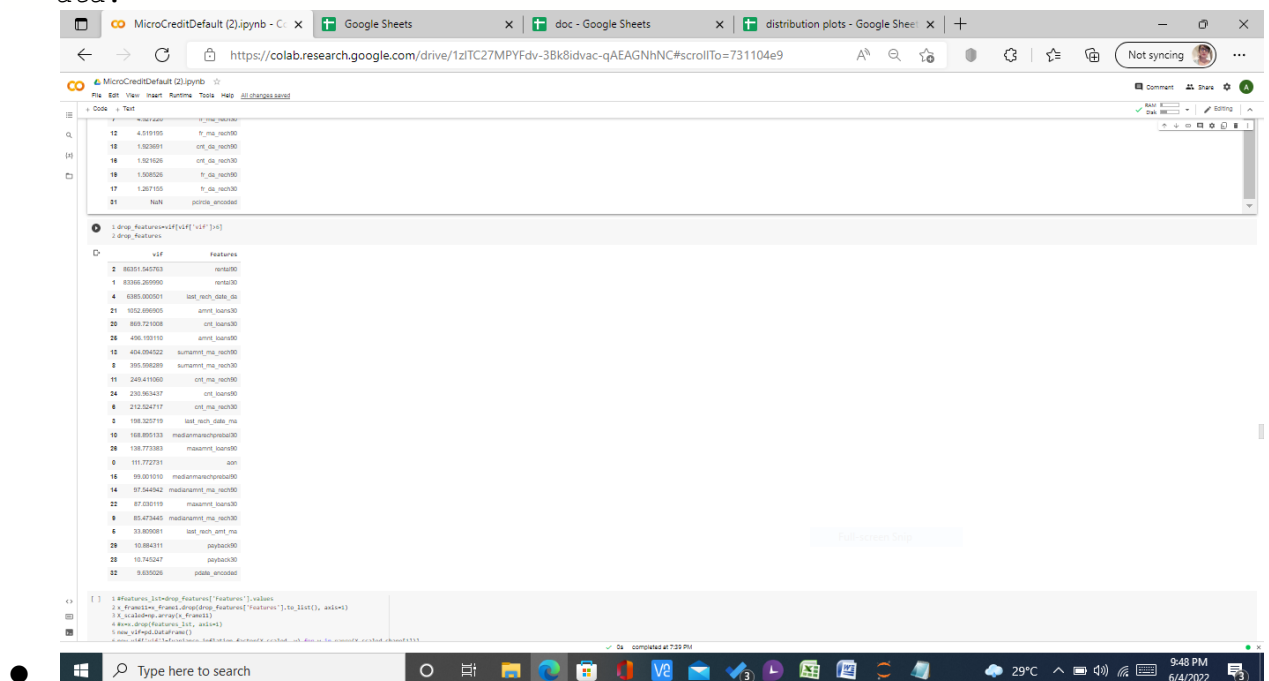 MicroCreditDefault (2).ipynb - Co
Google Sheets
doc - Google Sheets
distribution plots - Google Sheet
https://colab.research.google.com/drive/1zITC27MPYFdv-3Bk8idvac-qAEAGNhNC#scrollTo=731104e9
Not syncing
MicroCreditDefault (2).ipynb
File Edit View Insert Runtime Tools Help All changes saved
Comment Share A
+ Code + Text
RAM
Disk
Editing
12 4.519195 fr_ma_rech90
18 1.923691 cnt_da_rech90
16 1.921626 cnt_da_rech30
19 1.508526 fr_da_rech90
17 1.267155 fr_da_rech30
31 NaN pcircle_encoded
1 drop_features=vif[vif['vif']>6]
2 drop_features
vif Features
2 86351.545763 rental90
1 83366.269990 rental30
4 6385.000501 last_rech_date_da
21 1052.896905 amnt_loans30
20 869.721008 cnt_loans30
25 496.193110 amnt_loans90
13 404.894522 sumamnt_ma_rech90
8 395.598289 sumamnt_ma_rech30
11 249.411060 cnt_ma_rech90
24 230.963437 cnt_loans90
6 212.524717 cnt_ma_rech30
3 198.325719 last_rech_date_ma
10 168.895133 medianmarechprebal30
26 138.773383 maxamnt_loans90
0 111.772731 aon
15 99.001010 medianmarechprebal90
14 97.544942 medianamnt_ma_rech90
22 87.030119 maxamnt_loans30
9 85.473445 medianamnt_ma_rech30
5 33.809081 last_rech_amt_ma
29 10.884311 payback90
28 10.745247 payback30
32 9.635026 pdate_encoded
[ ] 1 #features_lst=drop_features['Features'].values
2 x_frame11=x_frame1.drop(drop_features['Features'].to_list(), axis=1)
3 X_scaled=np.array(x_frame11)
4 #x=x.drop(features_lst, axis=1)
5 new_vif=pd.DataFrame()
0s completed at 7:39 PM
Type here to search
29°C
9:48 PM
6/4/2022